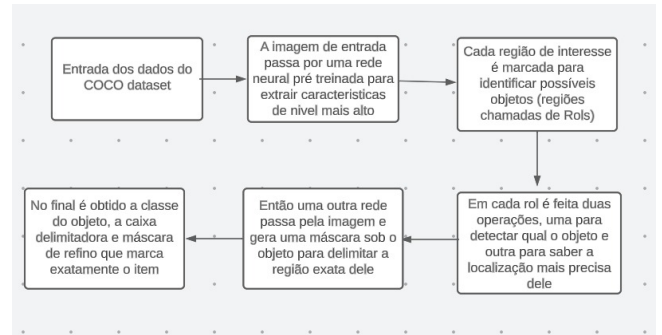 Entrada dos dados do
COCO dataset
A imagem de entrada
passa por uma rede
neural pré treinada para
extrair caracteristicas
de nivel mais alto
Cada região de interesse
é marcada para
identificar possíveis
objetos (regiões
chamadas de RoIs)
Em cada roI é feita duas
operações, uma para
detectar qual o objeto e
outra para saber a
localização mais precisa
dele
Então uma outra rede
passa pela imagem e
gera uma máscara sob o
objeto para delimitar a
região exata dele
No final é obtido a classe
do objeto, a caixa
delimitadora e máscara
de refino que marca
exatamente o item